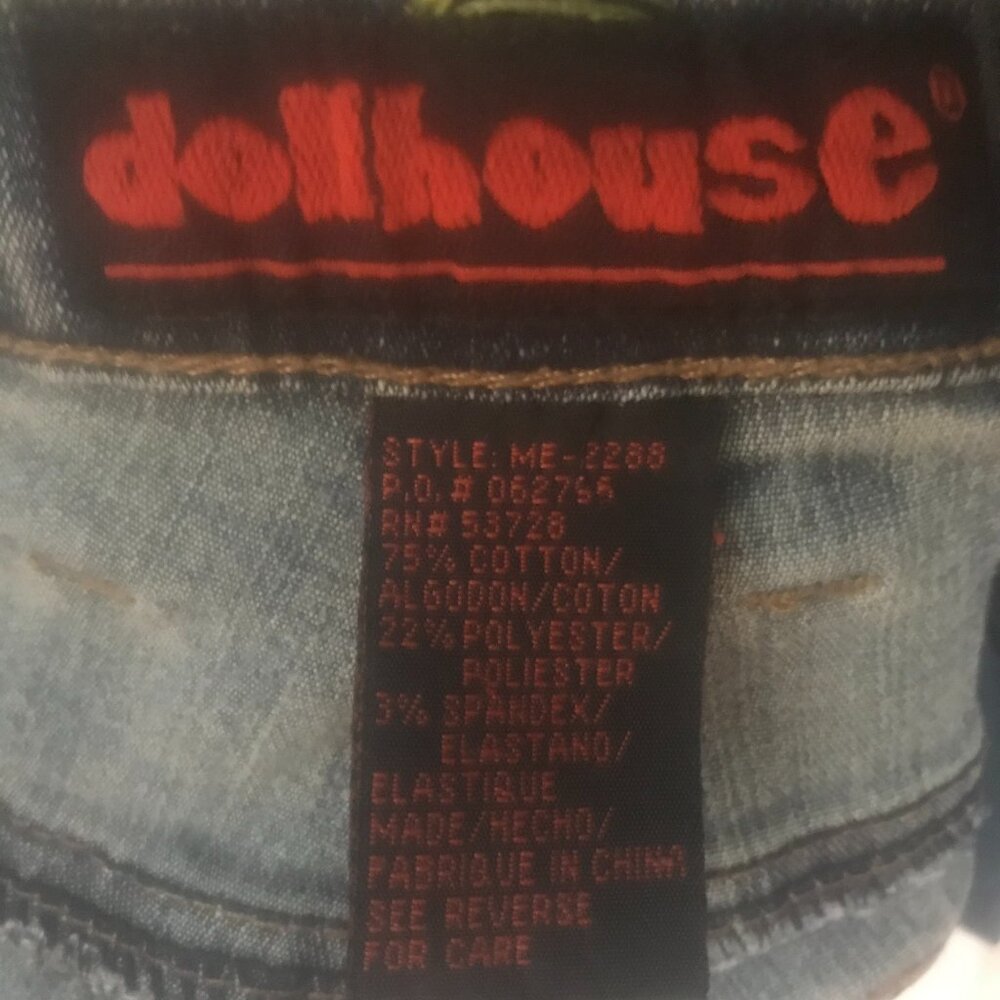 dollhouse®
STYLE: ME-2288
P.O.#
RN# 53728
75% COTTON/
ALGODON/COTON
22% POLYESTER/
POLIESTER
3% SPANDEX/
ELASTANO/
ELASTIQUE
MADE/HECHO/
FABRIQUE IN CHINA
SEE REVERSE
FOR CARE